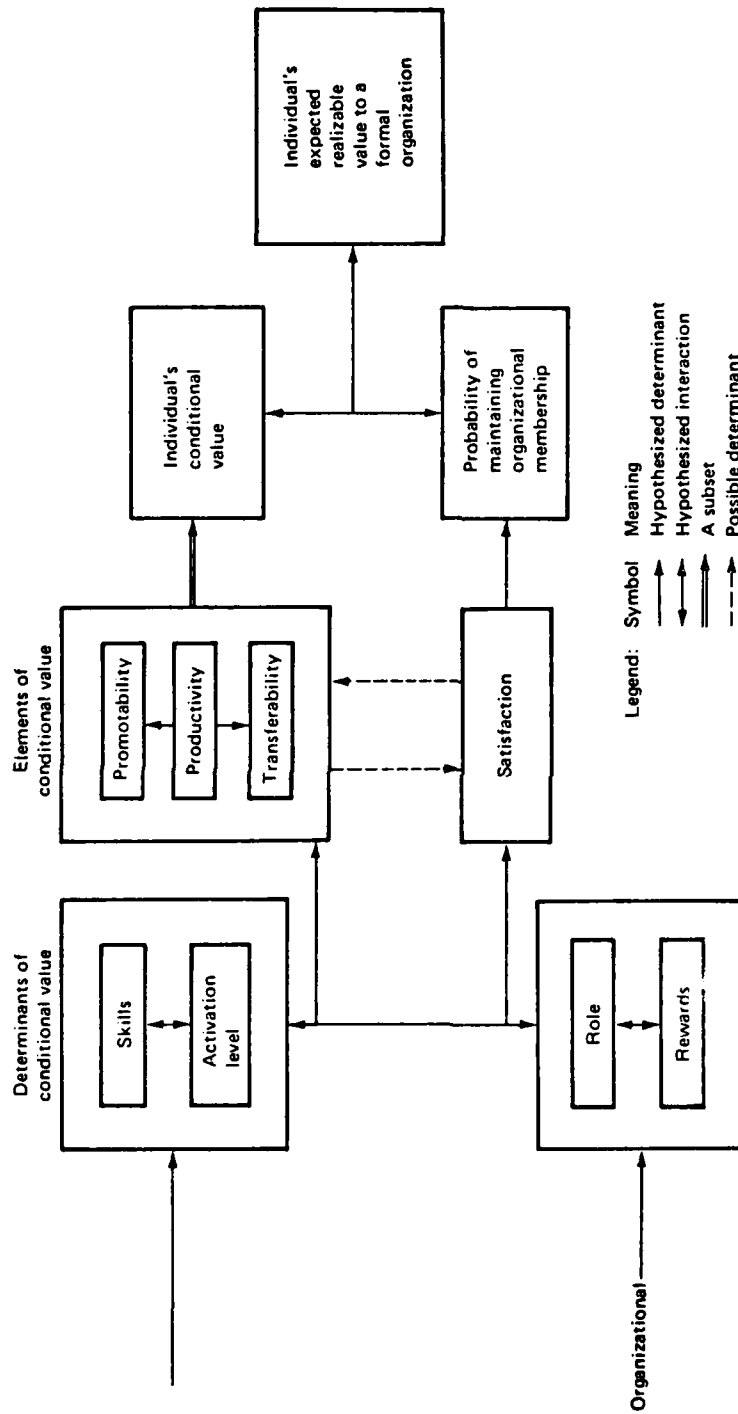 Determinants of
conditional value
Skills
Activation
level
Elements of
conditional value
Promotability
Productivity
Transferability
Individual's
conditional
value
Individual's
expected
realizable
value to a
formal
organization
Satisfaction
Probability of
maintaining
organizational
membership
Organizational
Role
Rewards
Legend: Symbol Meaning
Hypothesized determinant
Hypothesized interaction
A subset
Possible determinant